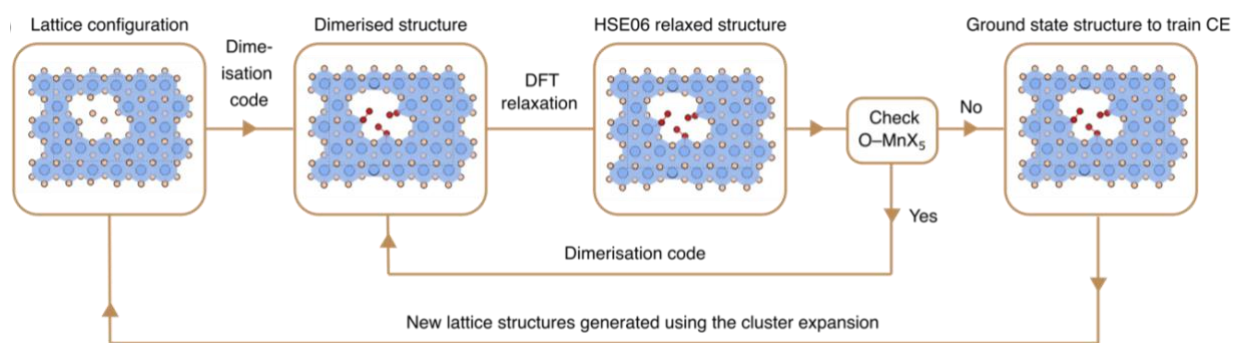 Lattice configuration
Dime-
isation
code
Dimerised structure
DFT
relaxation
HSE06 relaxed structure
Check
O–MnX₅
No
Yes
Ground state structure to train CE
Dimerisation code
New lattice structures generated using the cluster expansion